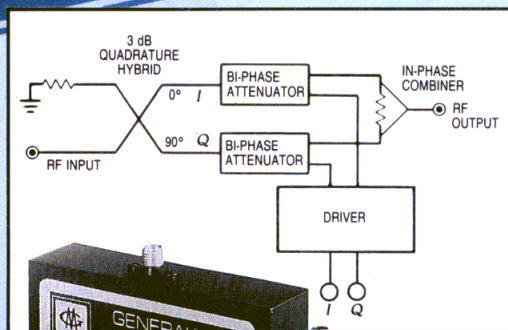 3 dB
QUADRATURE
HYBRID
0° I
BI-PHASE
ATTENUATOR
IN-PHASE
COMBINER
RF
OUTPUT
90° Q
BI-PHASE
ATTENUATOR
RF INPUT
DRIVER
I Q
GENERAL